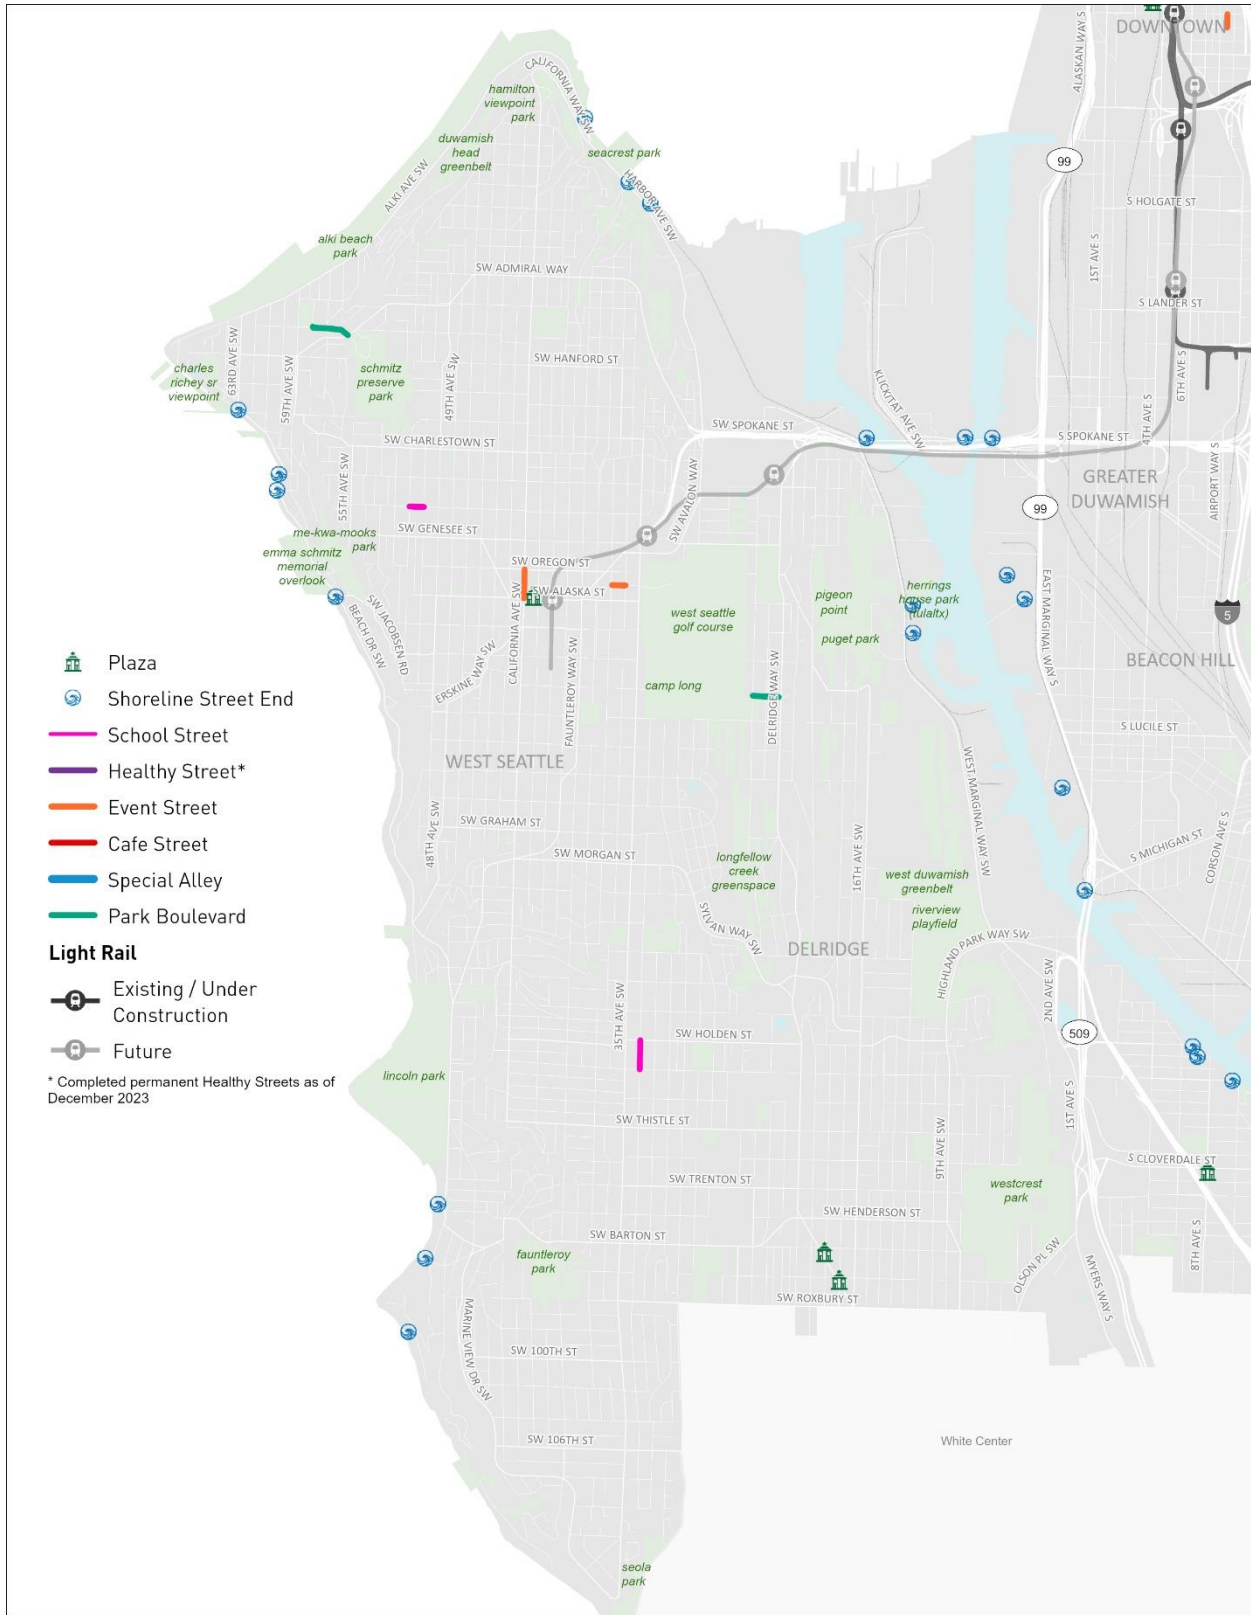 DOWNTOWN
ALASKAN WAY S
CALIFORNIA WAY SW
hamilton
viewpoint
park
duwamish
head
greenbelt
seacrest park
99
ALKI AVE SW
HARBOR AVE SW
S HOLGATE ST
alki beach
park
1ST AVE S
SW ADMIRAL WAY
S LANDER ST
63RD AVE SW
59TH AVE SW
49TH AVE SW
SW HANFORD ST
6TH AVE S
charles
richey sr
viewpoint
schmitz
preserve
park
KLICKITAT AVE SW
4TH AVE S
SW SPOKANE ST
S SPOKANE ST
SW CHARLESTOWN ST
AIRPORT WAY S
GREATER
DUWAMISH
55TH AVE SW
SW AVALON WAY
99
SW GENESEE ST
me-kwa-mooks
park
emma schmitz
memorial
overlook
SW OREGON ST
SW ALASKA ST
CALIFORNIA AVE SW
EAST MARGINAL WAY S
herrings
house park
(tulaltx)
pigeon
point
puget park
west seattle
golf course
5
SW JACOBSEN RD
BEACH DR SW
ERSKINE WAY SW
FAUNTLEROY WAY SW
BEACON HILL
camp long
DELRIDGE WAY SW
S LUCILE ST
WEST SEATTLE
WEST MARGINAL WAY SW
Plaza
Shoreline Street End
School Street
Healthy Street*
Event Street
Cafe Street
Special Alley
Park Boulevard
Light Rail
Existing / Under
Construction
Future
* Completed permanent Healthy Streets as of
December 2023
48TH AVE SW
SW GRAHAM ST
SW MORGAN ST
16TH AVE SW
S MICHIGAN ST
CORSON AVE S
longfellow
creek
greenspace
west duwamish
greenbelt
riverview
playfield
SYLVAN WAY SW
DELRIDGE
HIGHLAND PARK WAY SW
2ND AVE SW
35TH AVE SW
SW HOLDEN ST
509
lincoln park
1ST AVE S
SW THISTLE ST
9TH AVE SW
S CLOVERDALE ST
SW TRENTON ST
westcrest
park
SW HENDERSON ST
SW BARTON ST
8TH AVE S
fauntleroy
park
OLSON PL SW
MYERS WAY S
SW ROXBURY ST
MARINE VIEW DR SW
SW 100TH ST
SW 106TH ST
White Center
seola
park